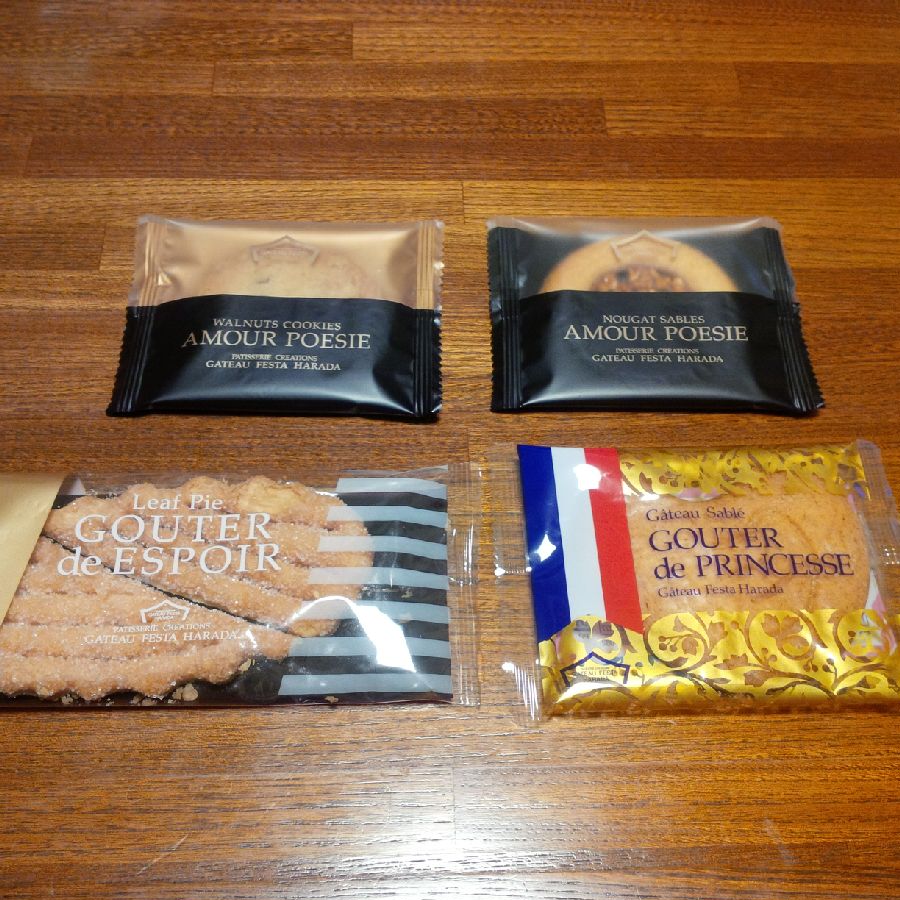 WALNUTS COOKIES
AMOUR POESIE
PATISSERIE CREATIONS
GATEAU FESTA HARADA
NOUGAT SABLES
AMOUR POESIE
PATISSERIE CREATIONS
GATEAU FESTA HARADA
Leaf Pie
GOUTER
de ESPOIR
PATISSERIE CREATIONS
GATEAU FESTA HARADA
Gâteau Sablé
GOUTER
de PRINCESSE
Gâteau Festa Harada
HARADA